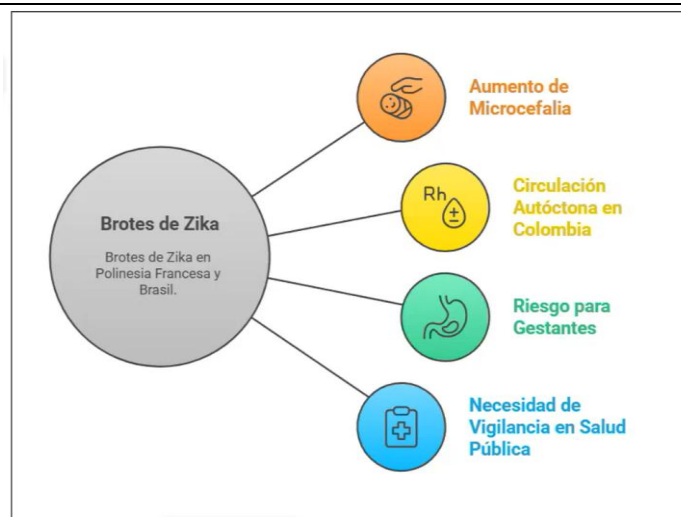 Aumento de
Microcefalia
Rh
Circulación
Autóctona en
Colombia
Brotes de Zika
Brotes de Zika en
Polinesia Francesa y
Brasil.
Riesgo para
Gestantes
Necesidad de
Vigilancia en Salud
Pública